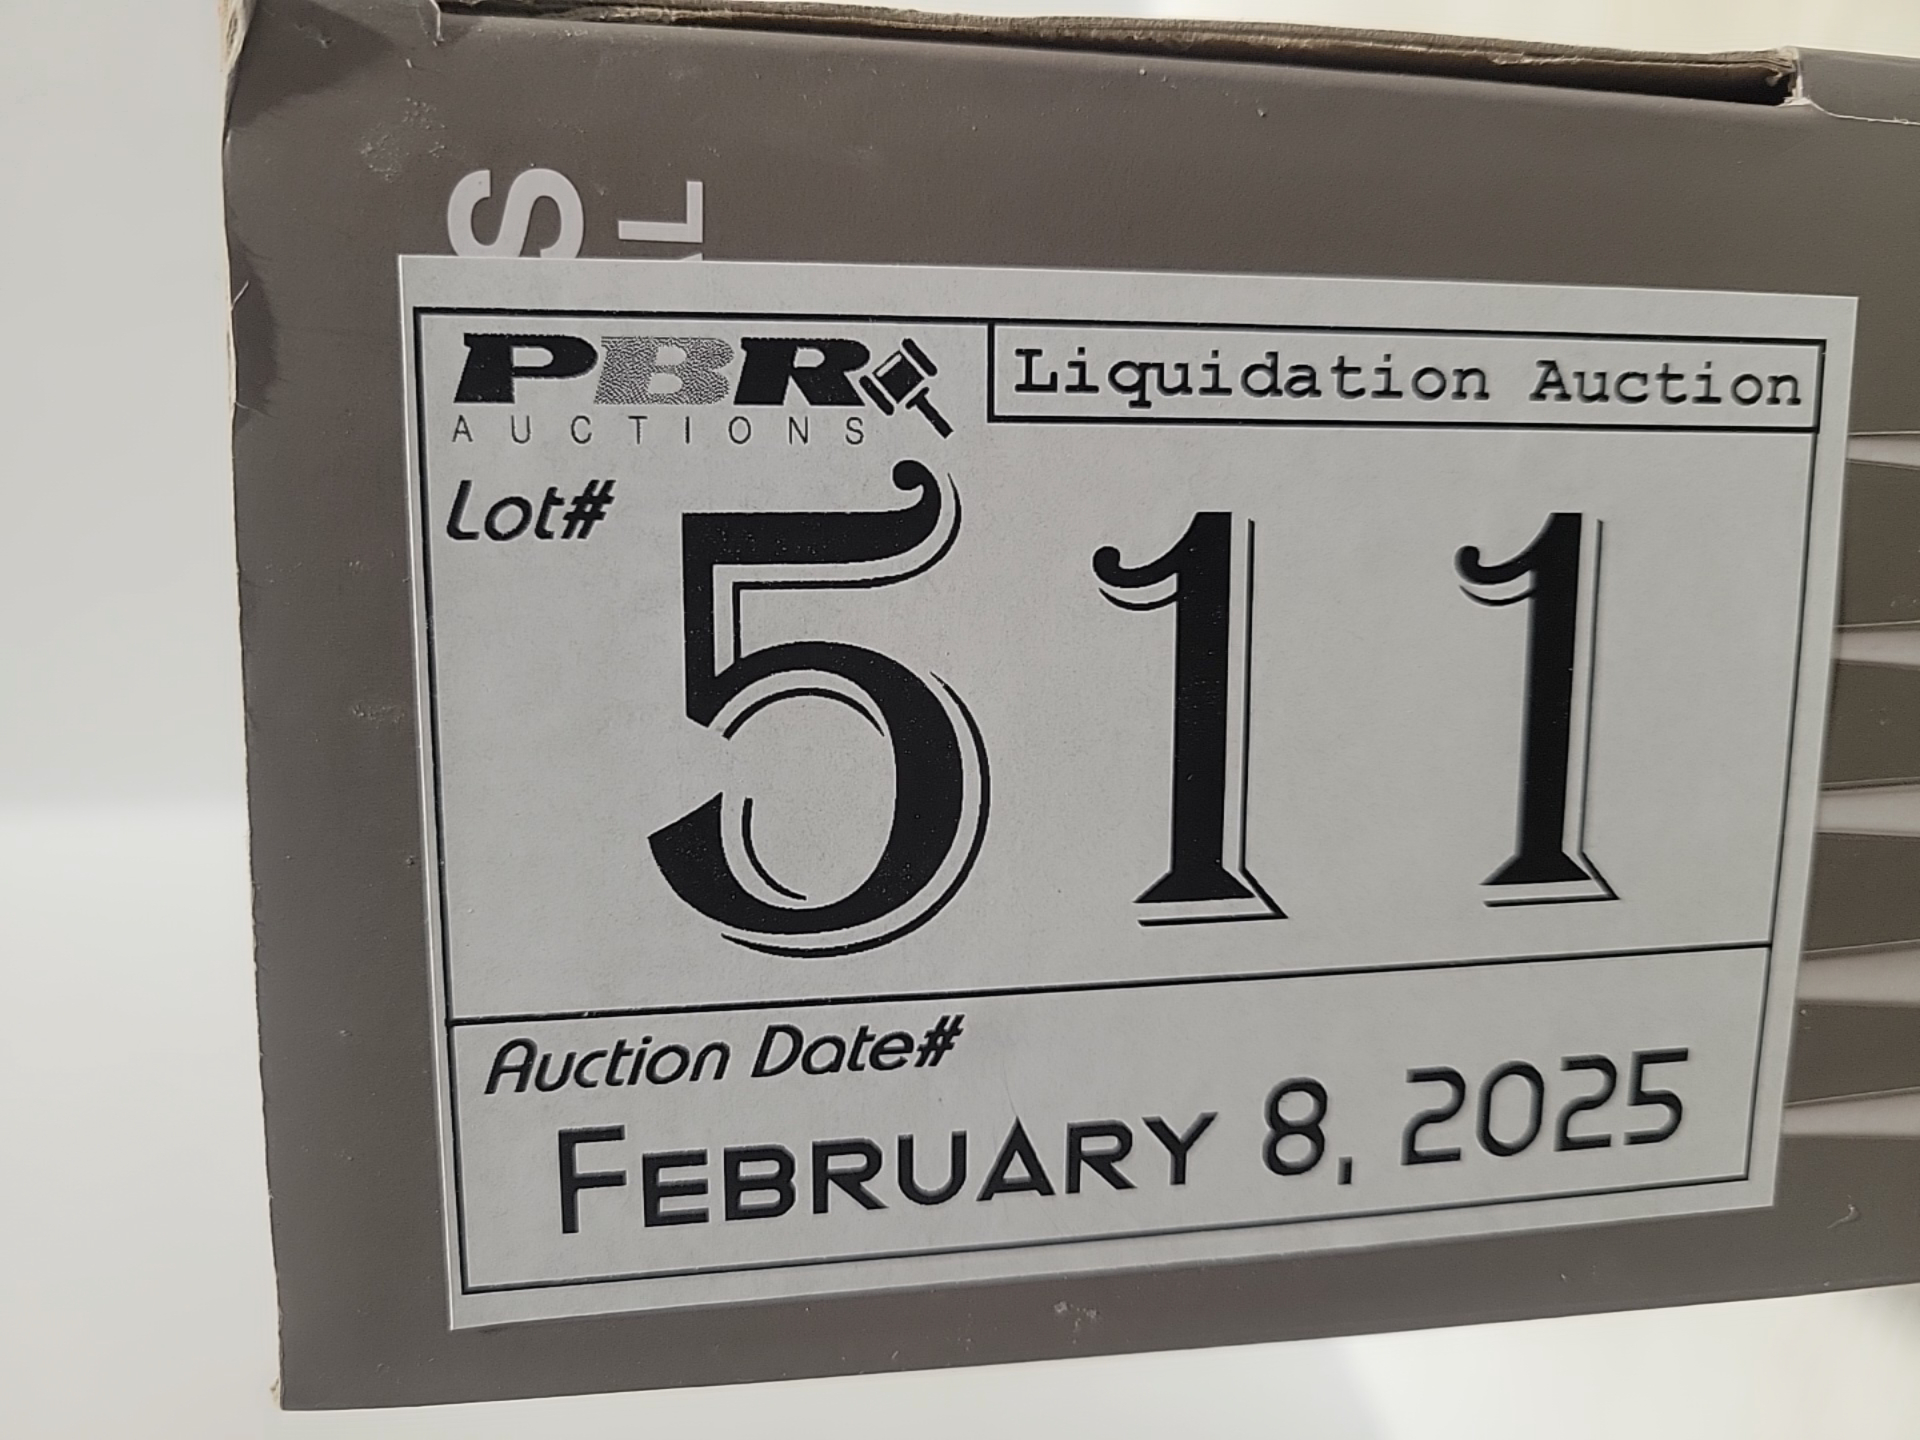 S
L
PBR
AUCTIONS
Liquidation Auction
Lot#
511
Auction Date#
FEBRUARY 8, 2025